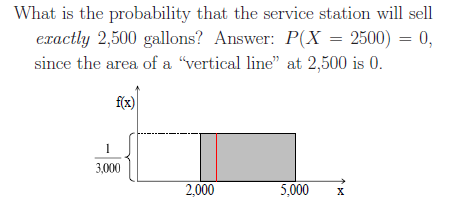 What is the probability that the service station will sell
exactly 2,500 gallons? Answer: P(X = 2500) = 0,
since the area of a “vertical line” at 2,500 is 0.
f(x)
1
3,000
2,000 5,000 x